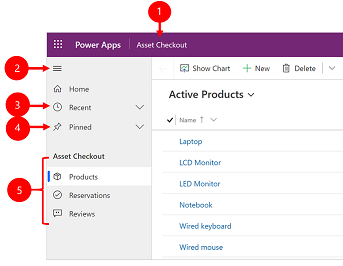 1
Power Apps Asset Checkout
2
Show Chart + New Delete
Home
3 Recent
Active Products
4 Pinned
Name ↑
Laptop
Asset Checkout
LCD Monitor
5
Products
LED Monitor
Reservations
Notebook
Reviews
Wired keyboard
Wired mouse